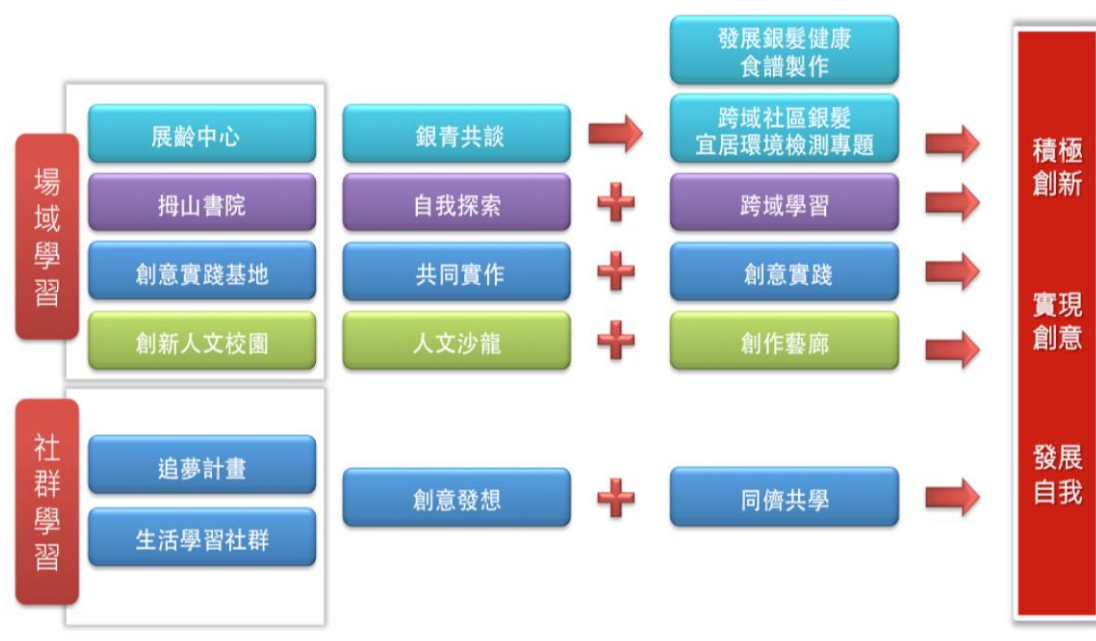 場域學習
發展銀髮健康
食譜製作
展齡中心
銀青共談
跨域社區銀髮
宜居環境檢測專題
拇山書院
自我探索
跨域學習
創意實踐基地
共同實作
創意實踐
創新人文校園
人文沙龍
創作藝廊
社群學習
追夢計畫
生活學習社群
創意發想
同儕共學
積極
創新
實現
創意
發展
自我